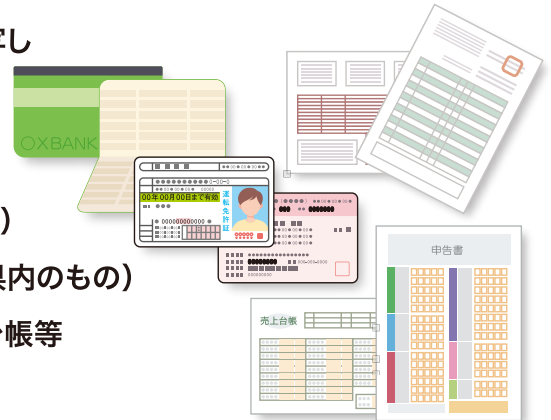 し
OXBANK
00年00月00日まで有効
運転免許証
）
内のもの）
帳等
申告書
売上台帳